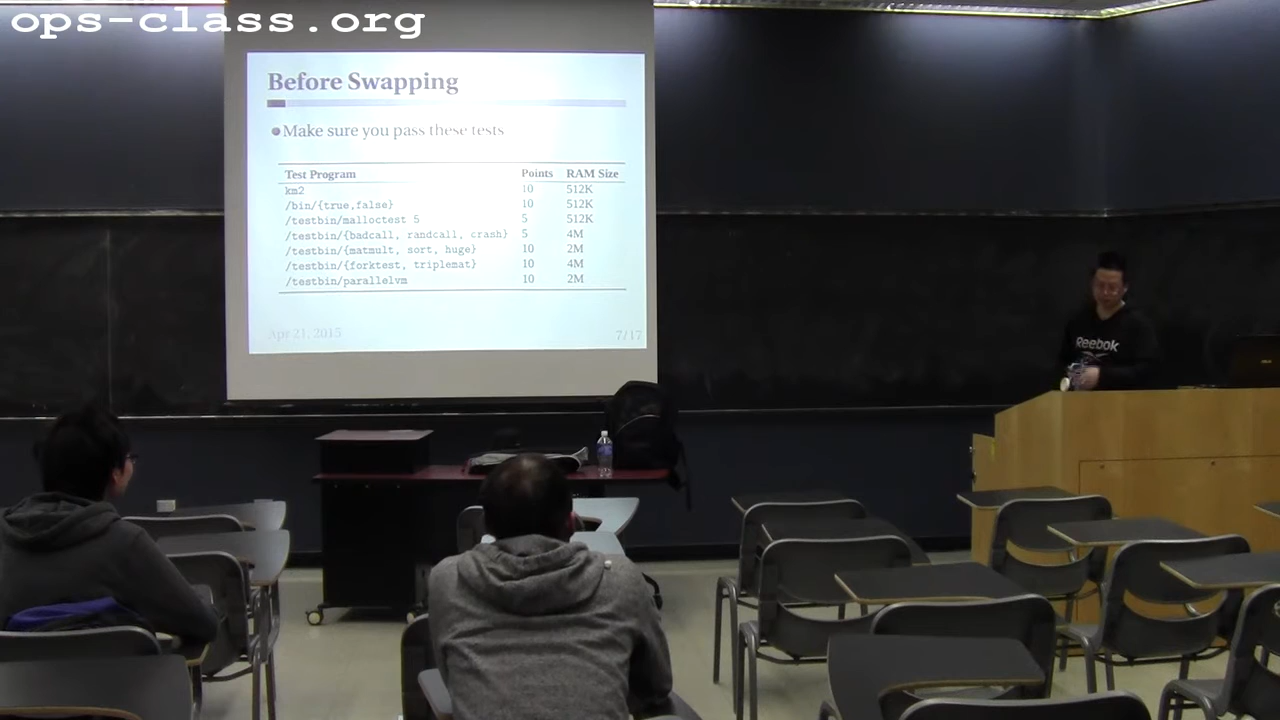 ops-class.org
Before Swapping
Make sure you pass these tests
Test Program Points RAM Size
km2 10 512K
/bin/{true,false} 10 512K
/testbin/malloctest 5 5 512K
/testbin/{badcall, randcall, crash} 5 4M
/testbin/{matmult, sort, huge} 10 2M
/testbin/{forktest, triplemat} 10 4M
/testbin/parallelvm 10 2M
Apr 21, 2015 7/17
Reebok